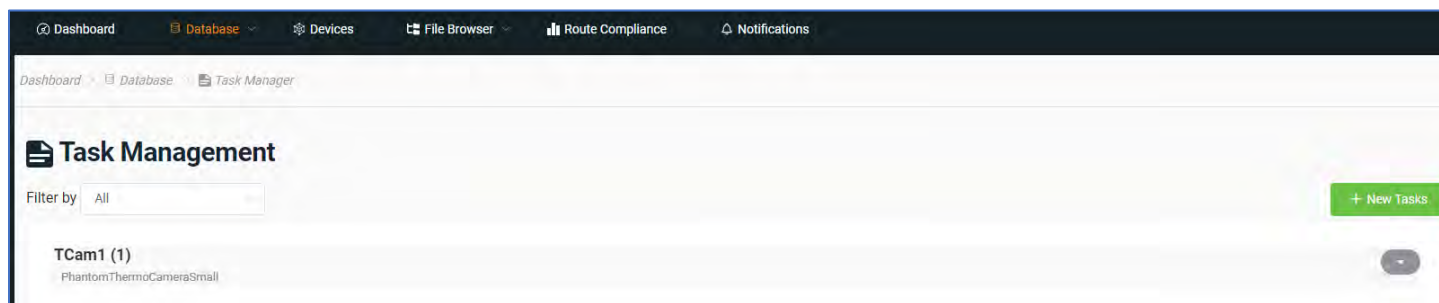 Dashboard Database Devices File Browser Route Compliance Notifications
Dashboard Database Task Manager
Task Management
Filter by All
+ New Tasks
TCam1 (1)
PhantomThermoCameraSmall